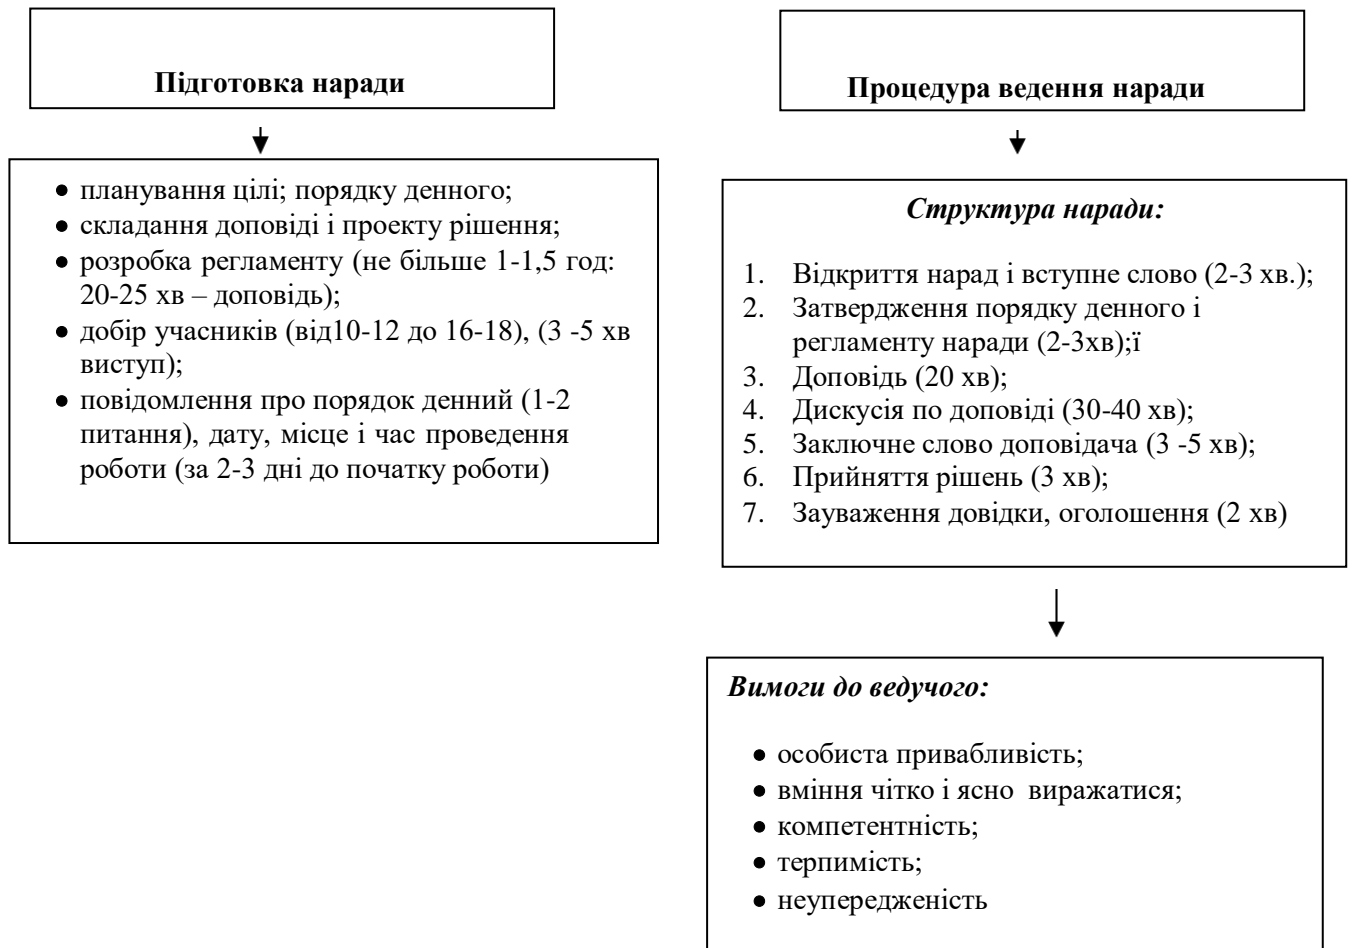 Підготовка наради
• планування цілі; порядку денного;
• складання доповіді і проекту рішення;
• розробка регламенту (не більше 1-1,5 год:
20-25 хв – доповідь);
• добір учасників (від10-12 до 16-18), (3 -5 хв
виступ);
• повідомлення про порядок денний (1-2
питання), дату, місце і час проведення
роботи (за 2-3 дні до початку роботи)
Процедура ведення наради
Структура наради:
1. Відкриття нарад і вступне слово (2-3 хв.);
2. Затвердження порядку денного і
регламенту наради (2-3хв);ї
3. Доповідь (20 хв);
4. Дискусія по доповіді (30-40 хв);
5. Заключне слово доповідача (3 -5 хв);
6. Прийняття рішень (3 хв);
7. Зауваження довідки, оголошення (2 хв)
Вимоги до ведучого:
• особиста привабливість;
• вміння чітко і ясно  виражатися;
• компетентність;
• терпимість;
• неупередженість